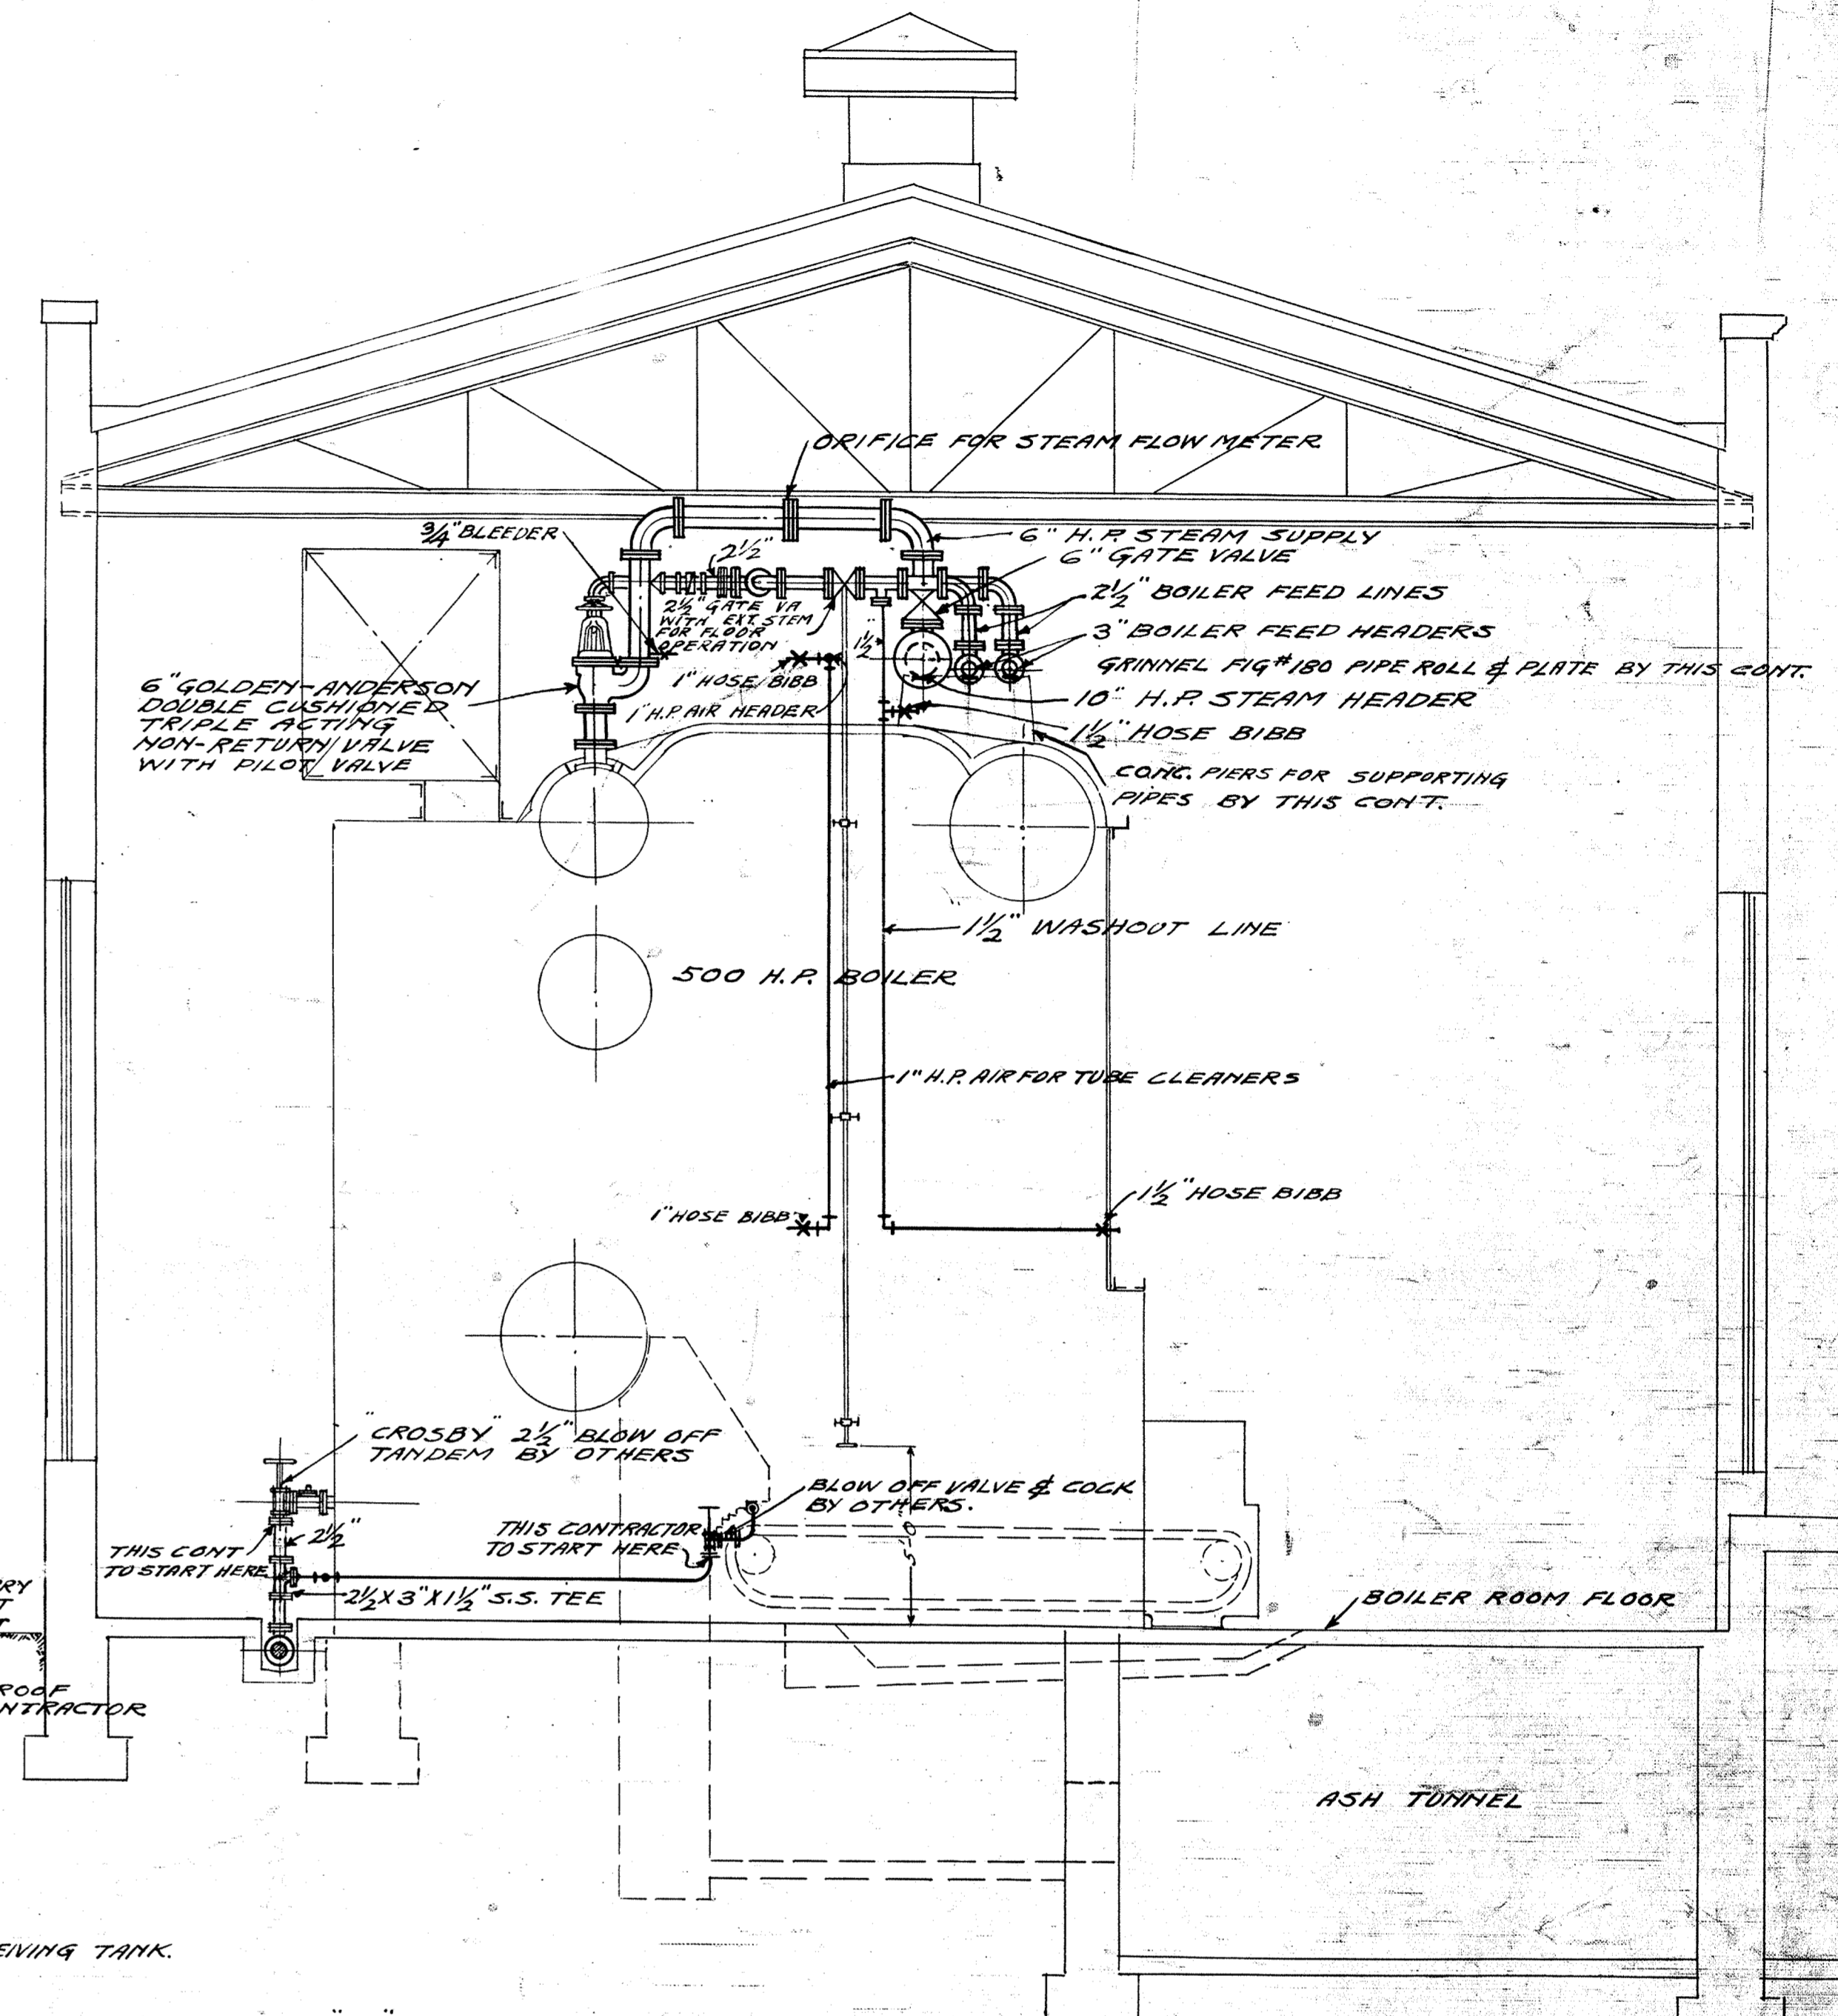 ORIFICE FOR STEAM FLOW METER
3/4" BLEEDER
2 1/2"
6" H.P. STEAM SUPPLY
6" GATE VALVE
2 1/2" GATE VA
WITH EXT. STEM
FOR FLOOR
OPERATION
1 1/2"
2 1/2" BOILER FEED LINES
3" BOILER FEED HEADERS
GRINNEL FIG #180 PIPE ROLL & PLATE BY THIS CONT.
1" HOSE BIBB
1" H.P. AIR HEADER
10" H.P. STEAM HEADER
1 1/2" HOSE BIBB
6" GOLDEN-ANDERSON
DOUBLE CUSHIONED
TRIPLE ACTING
NON-RETURN VALVE
WITH PILOT VALVE
CONC. PIERS FOR SUPPORTING
PIPES BY THIS CONT.
1 1/2" WASHOUT LINE
500 H.P. BOILER
1" H.P. AIR FOR TUBE CLEANERS
1" HOSE BIBB
1 1/2" HOSE BIBB
"CROSBY" 2 1/2" BLOW OFF
TANDEM BY OTHERS
BLOW OFF VALVE & COCK
BY OTHERS.
THIS CONTRACTOR
TO START HERE
5'-0"
2 1/2"
THIS CONT
TO START HERE
2 1/2 X 3" X 1 1/2" S.S. TEE
BOILER ROOM FLOOR
RY
T
T
ROOF
NTRACTOR
ASH TUNNEL
EIVING TANK.